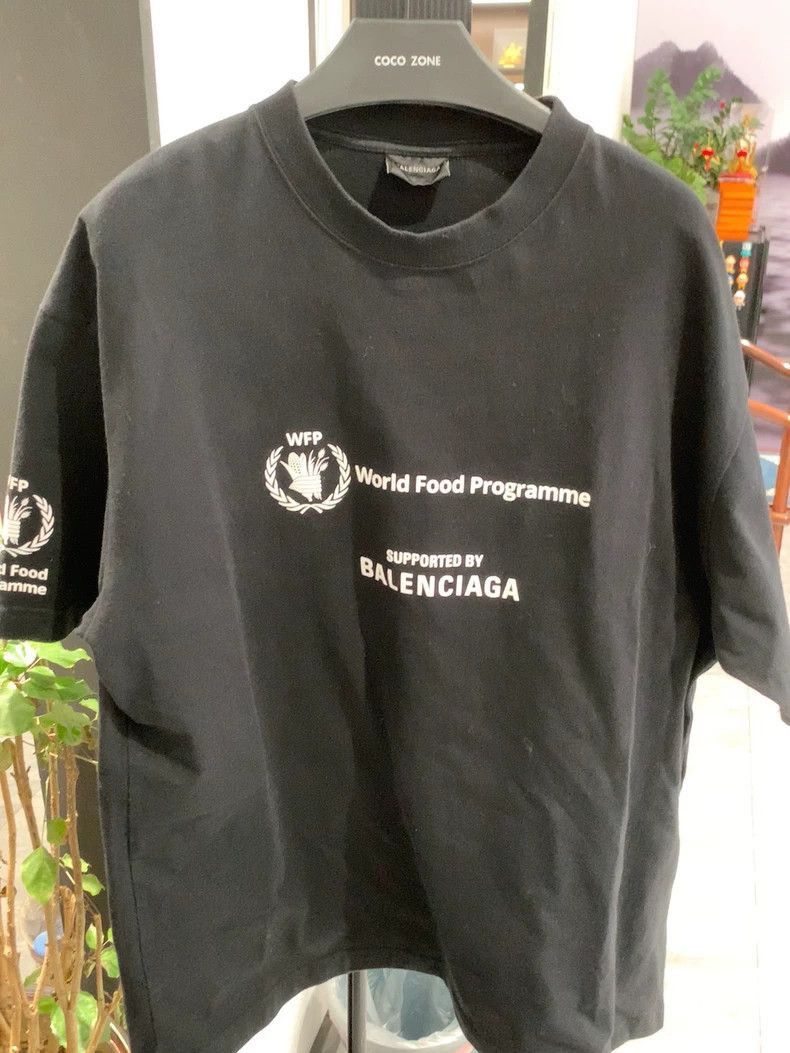 COCO ZONE
BALENCIAGA
WFP
World Food Programme
SUPPORTED BY
BALENCIAGA
WFP
d Food
amme